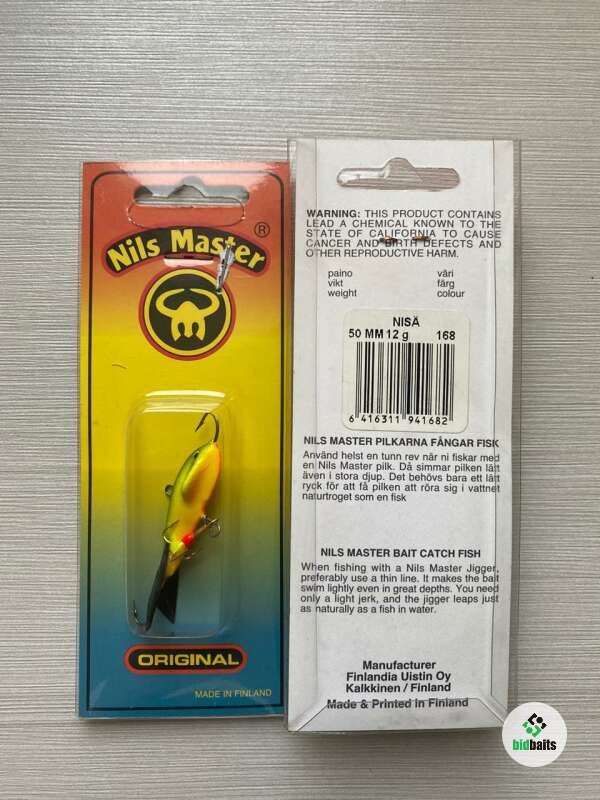 Nils Master ®
ORIGINAL
MADE IN FINLAND
WARNING: THIS PRODUCT CONTAINS
LEAD A CHEMICAL KNOWN TO THE
STATE OF CALIFORNIA TO CAUSE
CANCER AND BIRTH DEFECTS AND
OTHER REPRODUCTIVE HARM.
paino väri
vikt färg
weight colour
NISÄ
50 MM 12 g 168
6 416311 941682
NILS MASTER PILKARNA FÅNGAR FISK
Använd helst en tunn rev när ni fiskar med
en Nils Master pilk. Då simmar pilken lätt
även i stora djup. Det behövs bara ett lätt
ryck för att få pilken att röra sig i vattnet
naturtroget som en fisk
NILS MASTER BAIT CATCH FISH
When fishing with a Nils Master Jigger,
preferably use a thin line. It makes the bait
swim lightly even in great depths. You need
only a light jerk, and the jigger leaps just
as naturally as a fish in water.
Manufacturer
Finlandia Uistin Oy
Kalkkinen / Finland
Made & Printed in Finland
bidbaits